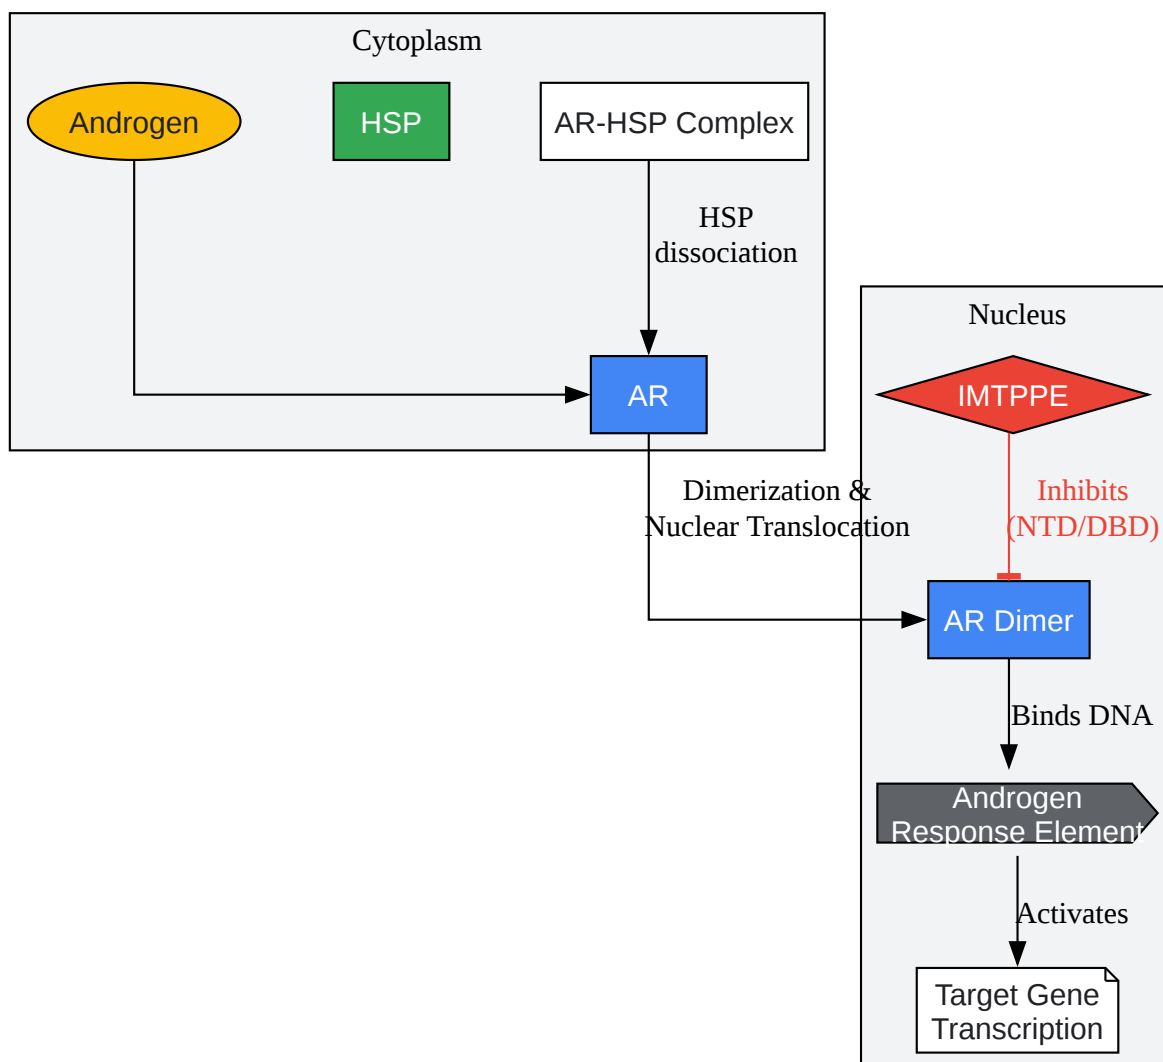 Cytoplasm
Androgen
HSP
AR-HSP Complex
HSP
dissociation
AR
Nucleus
IMTPPE
Dimerization &
Nuclear Translocation
Inhibits
(NTD/DBD)
AR Dimer
Binds DNA
Androgen
Response Element
Activates
Target Gene
Transcription